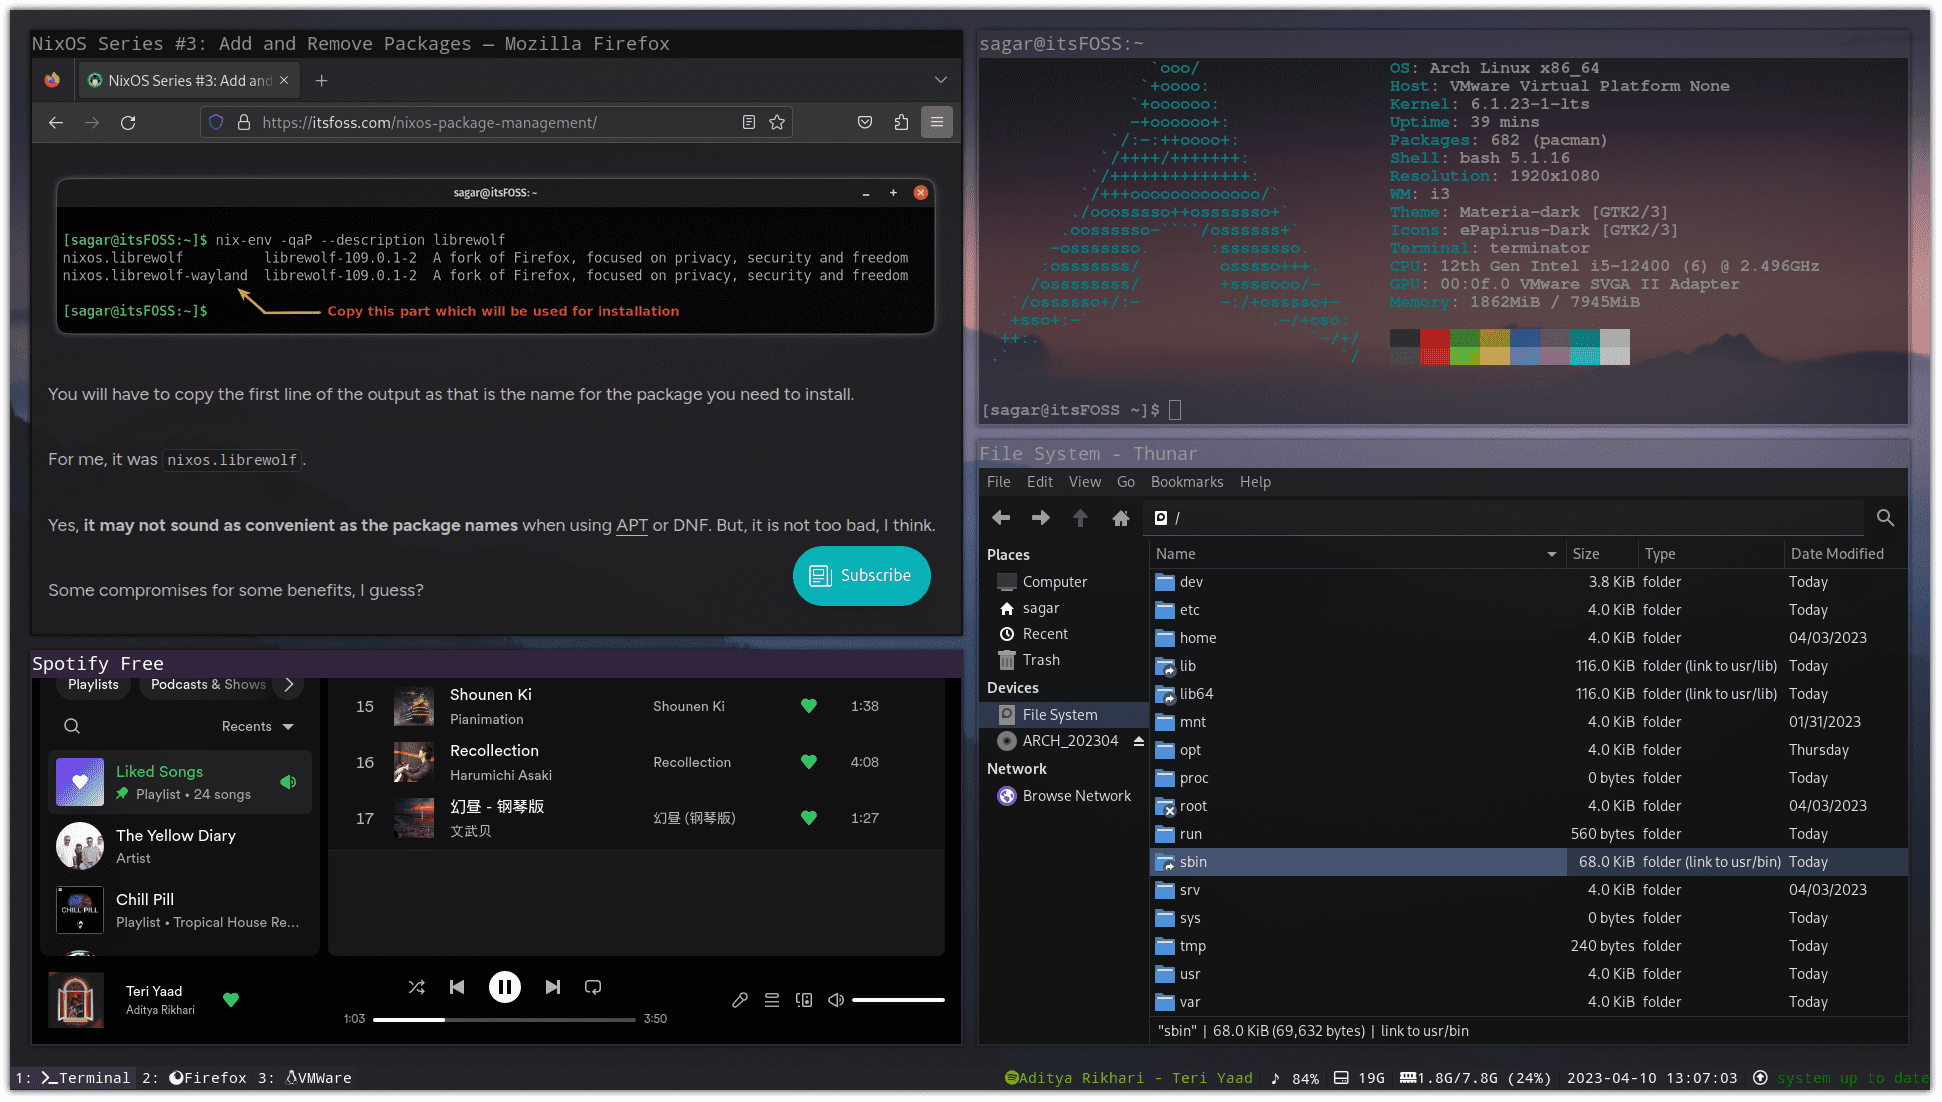 NixOS Series #3: Add and Remove Packages — Mozilla Firefox
NixOS Series #3: Add and
https://itsfoss.com/nixos-package-management/
sagar@itsFOSS:~
[sagar@itsFOSS:~]$ nix-env -qaP --description librewolf
nixos.librewolf librewolf-109.0.1-2 A fork of Firefox, focused on privacy, security and freedom
nixos.librewolf-wayland librewolf-109.0.1-2 A fork of Firefox, focused on privacy, security and freedom
[sagar@itsFOSS:~]$
Copy this part which will be used for installation
You will have to copy the first line of the output as that is the name for the package you need to install.
For me, it was nixos.librewolf.
Yes, it may not sound as convenient as the package names when using APT or DNF. But, it is not too bad, I think.
Subscribe
Some compromises for some benefits, I guess?
Spotify Free
Playlists Podcasts & Shows
Recents
Liked Songs
Playlist • 24 songs
The Yellow Diary
Artist
CHILL PILL
Chill Pill
Playlist • Tropical House Re...
15 Shounen Ki Shounen Ki 1:38
Pianimation
16 Recollection Recollection 4:08
Harumichi Asaki
17 幻昼 - 钢琴版 幻昼 (钢琴版) 1:27
文武贝
Teri Yaad
Aditya Rikhari
1:03 3:50
sagar@itsFOSS:~
`ooo/
`+oooo:
`+oooooo:
-+oooooo+:
`/:-:++oooo+:
`/++++/+++++++:
`/++++++++++++++:
`/+++ooooooooooooo/`
./ooosssso++osssssso+`
.oossssso-````/ossssss+`
-osssssso. :ssssssso.
:osssssss/ osssso+++.
/ossssssss/ +ssssooo/-
`/ossssso+/:- -:/+osssso+-
`+sso+:-` `.-/+oso:
`++:. `-/+/
.` `/
OS: Arch Linux x86_64
Host: VMware Virtual Platform None
Kernel: 6.1.23-1-lts
Uptime: 39 mins
Packages: 682 (pacman)
Shell: bash 5.1.16
Resolution: 1920x1080
WM: i3
Theme: Materia-dark [GTK2/3]
Icons: ePapirus-Dark [GTK2/3]
Terminal: terminator
CPU: 12th Gen Intel i5-12400 (6) @ 2.496GHz
GPU: 00:0f.0 VMware SVGA II Adapter
Memory: 1862MiB / 7945MiB
[sagar@itsFOSS ~]$
File System - Thunar
File Edit View Go Bookmarks Help
/
Places
Computer
sagar
Recent
Trash
Devices
File System
ARCH_202304
Network
Browse Network
Name Size Type Date Modified
dev 3.8 KiB folder Today
etc 4.0 KiB folder Today
home 4.0 KiB folder 04/03/2023
lib 116.0 KiB folder (link to usr/lib) Today
lib64 116.0 KiB folder (link to usr/lib) Today
mnt 4.0 KiB folder 01/31/2023
opt 4.0 KiB folder Thursday
proc 0 bytes folder Today
root 4.0 KiB folder 04/03/2023
run 560 bytes folder Today
sbin 68.0 KiB folder (link to usr/bin) Today
srv 4.0 KiB folder 04/03/2023
sys 0 bytes folder Today
tmp 240 bytes folder Today
usr 4.0 KiB folder Today
var 4.0 KiB folder Today
"sbin" | 68.0 KiB (69,632 bytes) | link to usr/bin
1: Terminal 2: Firefox 3: VMWare
Aditya Rikhari - Teri Yaad ♪ 84% 19G 1.8G/7.8G (24%) 2023-04-10 13:07:03 system up to date